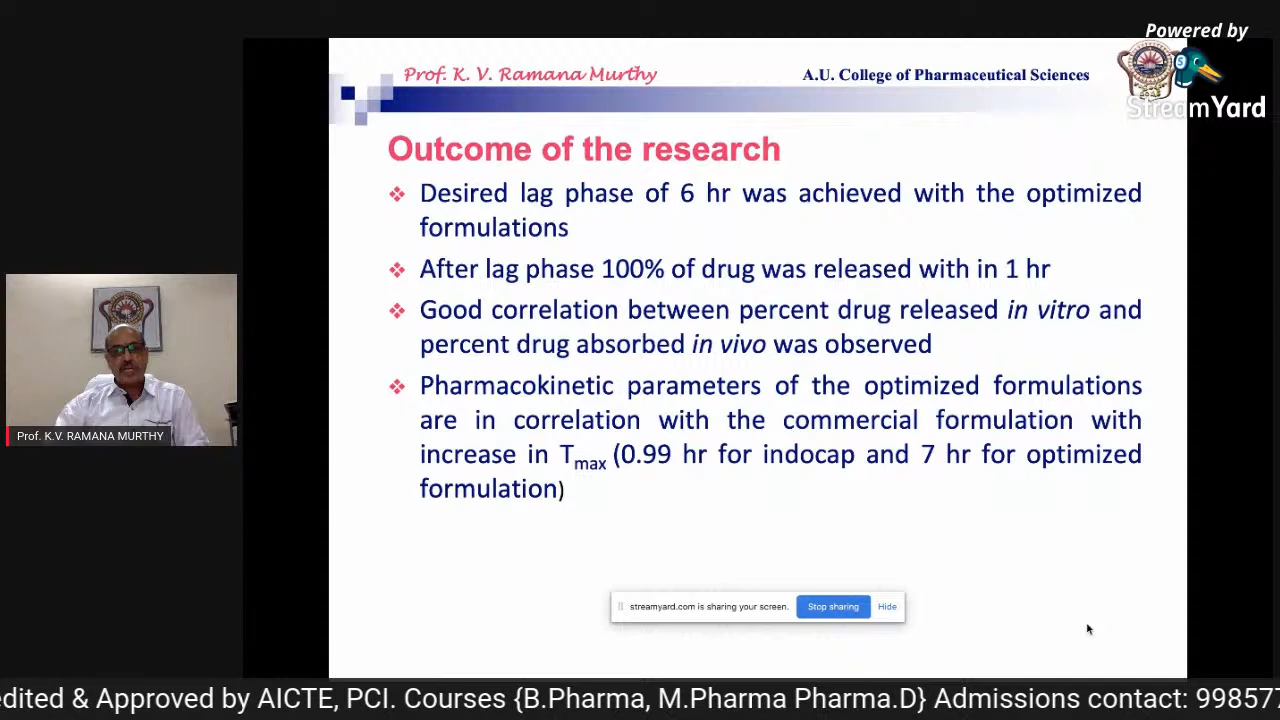 Powered by
StreamYard
Prof. K. V. Ramana Murthy
A.U. College of Pharmaceutical Sciences
Outcome of the research
Desired lag phase of 6 hr was achieved with the optimized
formulations
After lag phase 100% of drug was released with in 1 hr
Good correlation between percent drug released in vitro and
percent drug absorbed in vivo was observed
Pharmacokinetic parameters of the optimized formulations
are in correlation with the commercial formulation with
increase in Tmax (0.99 hr for indocap and 7 hr for optimized
formulation)
Prof. K.V. RAMANA MURTHY
streamyard.com is sharing your screen. Stop sharing Hide
edited & Approved by AICTE, PCI. Courses {B.Pharma, M.Pharma Pharma.D} Admissions contact: 99857